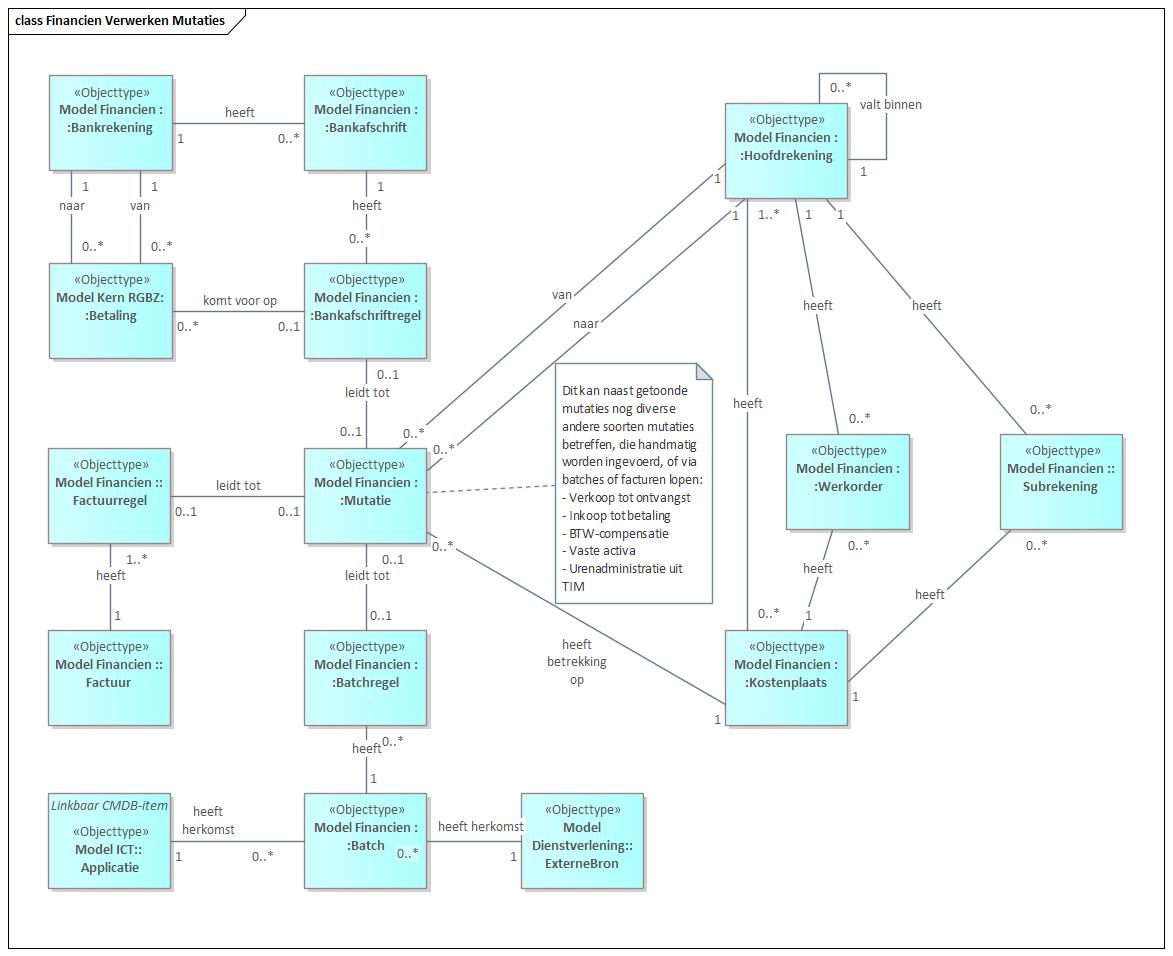 class Financien Verwerken Mutaties
«Objecttype»
Model Financien :
:Bankrekening
heeft
1
0..*
«Objecttype»
Model Financien :
:Bankafschrift
0..*
valt binnen
1
«Objecttype»
Model Financien :
:Hoofdrekening
1
naar
0..*
1
van
0..*
1
heeft
0..*
1
1
1..*
1
1
«Objecttype»
Model Kern RGBZ:
:Betaling
komt voor op
0..*
0..1
«Objecttype»
Model Financien :
:Bankafschriftregel
van
naar
heeft
heeft
heeft
0..1
leidt tot
0..1
0..*
0..*
0..*
0..*
Dit kan naast getoonde
mutaties nog diverse
andere soorten mutaties
betreffen, die handmatig
worden ingevoerd, of via
batches of facturen lopen:
- Verkoop tot ontvangst
- Inkoop tot betaling
- BTW-compensatie
- Vaste activa
- Urenadministratie uit
TIM
«Objecttype»
Model Financien ::
Factuurregel
leidt tot
0..1
0..1
«Objecttype»
Model Financien :
:Mutatie
«Objecttype»
Model Financien :
:Werkorder
«Objecttype»
Model Financien ::
Subrekening
1..*
heeft
1
0..1
leidt tot
0..1
0..*
0..*
heeft
1
0..*
heeft
0..*
«Objecttype»
Model Financien ::
Factuur
«Objecttype»
Model Financien :
:Batchregel
heeft
betrekking
op
1
«Objecttype»
Model Financien :
:Kostenplaats
1
0..*
heeft
1
Linkbaar CMDB-item
«Objecttype»
Model ICT::
Applicatie
heeft
herkomst
1
0..*
«Objecttype»
Model Financien :
:Batch
0..*
heeft herkomst
1
«Objecttype»
Model
Dienstverlening::
ExterneBron